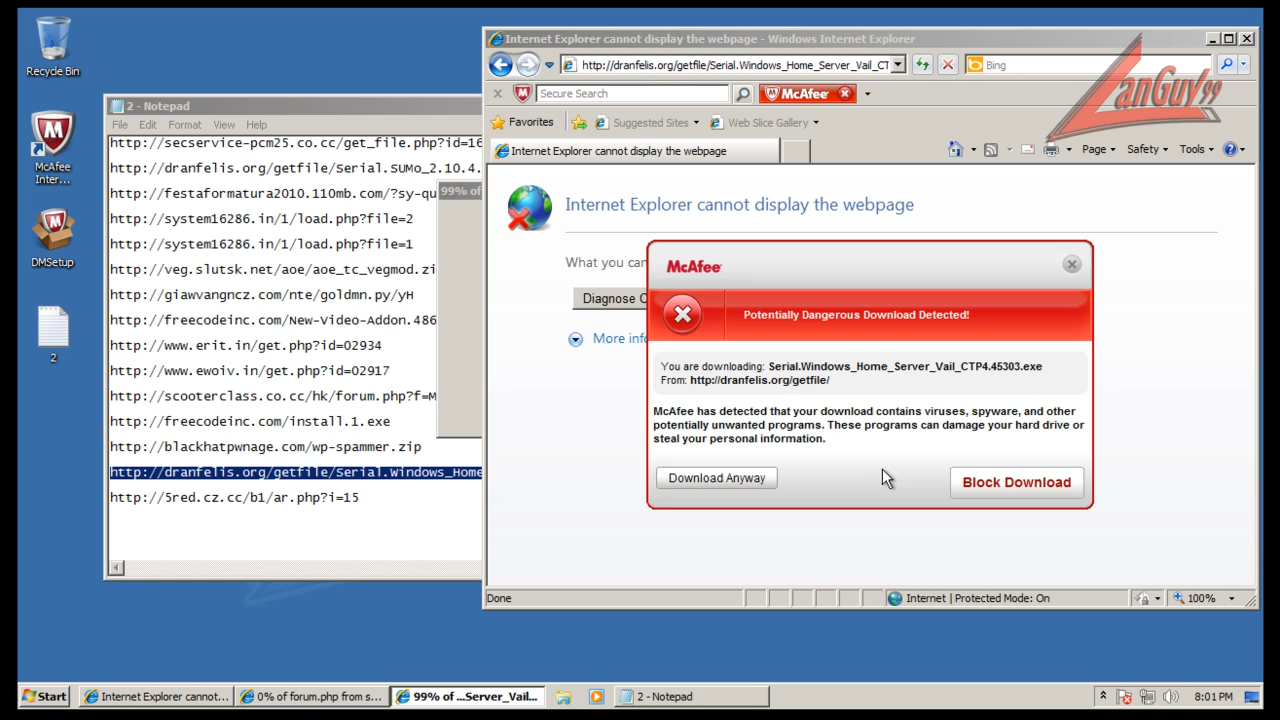 Recycle Bin
McAfee
Inter...
DMSetup
2
2 - Notepad
File Edit Format View Help
http://secservice-pcm25.co.cc/get_file.php?id=16
http://dranfelis.org/getfile/Serial.SUMo_2.10.4.
http://festaformatura2010.110mb.com/?sy-qu
http://system16286.in/1/load.php?file=2
http://system16286.in/1/load.php?file=1
http://veg.slutsk.net/aoe/aoe_tc_vegmod.zi
http://giawvangncz.com/nte/goldmn.py/yH
http://freecodeinc.com/New-Video-Addon.486
http://www.erit.in/get.php?id=02934
http://www.ewoiv.in/get.php?id=02917
http://scooterclass.co.cc/hk/forum.php?f=M
http://freecodeinc.com/install.1.exe
http://blackhatpwnage.com/wp-spammer.zip
http://dranfelis.org/getfile/Serial.Windows_Home
http://5red.cz.cc/b1/ar.php?i=15
99% of
Internet Explorer cannot display the webpage - Windows Internet Explorer
http://dranfelis.org/getfile/Serial.Windows_Home_Server_Vail_CT
Bing
Secure Search
McAfee
LanGuy99
Favorites Suggested Sites Web Slice Gallery
Internet Explorer cannot display the webpage
Page Safety Tools
Internet Explorer cannot display the webpage
What you can
Diagnose C
More info
McAfee
Potentially Dangerous Download Detected!
You are downloading: Serial.Windows_Home_Server_Vail_CTP4.45303.exe
From: http://dranfelis.org/getfile/
McAfee has detected that your download contains viruses, spyware, and other
potentially unwanted programs. These programs can damage your hard drive or
steal your personal information.
Download Anyway
Block Download
Done
Internet | Protected Mode: On
100%
Start
Internet Explorer cannot...
0% of forum.php from s...
99% of ...Server_Vail...
2 - Notepad
8:01 PM